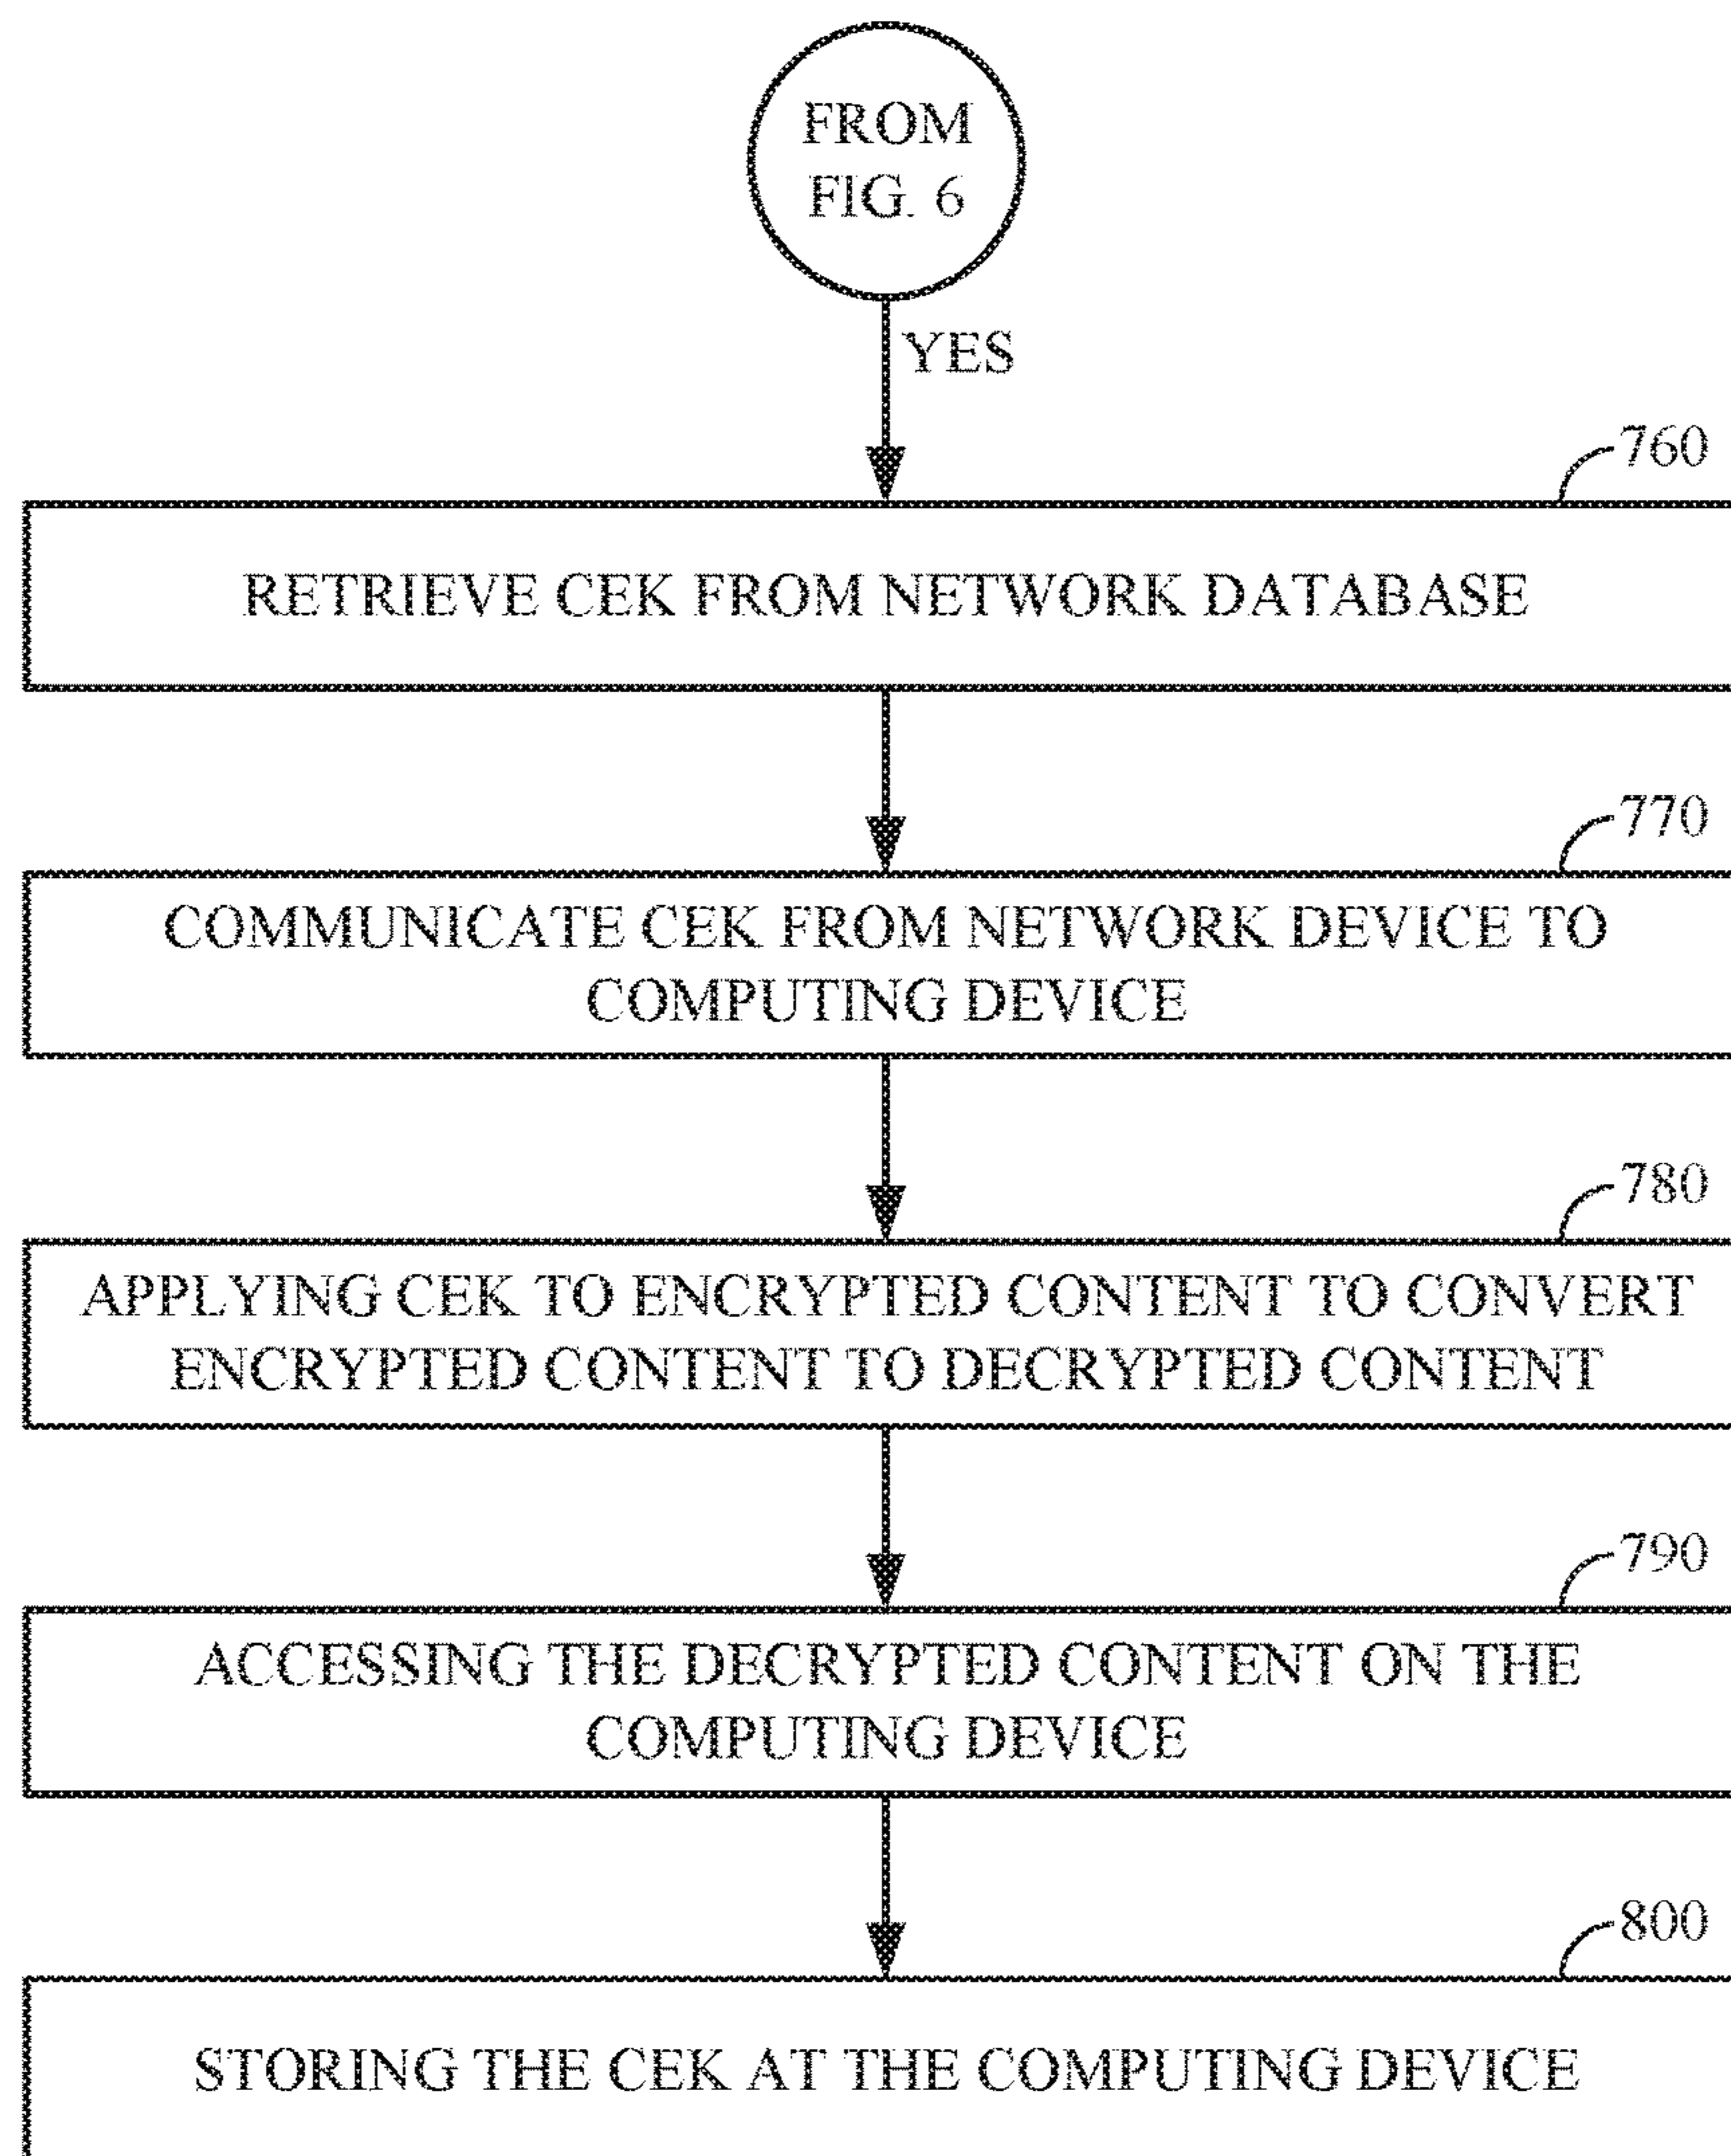 FROM
FIG. 6
YES
760
RETRIEVE CEK FROM NETWORK DATABASE
770
COMMUNICATE CEK FROM NETWORK DEVICE TO
COMPUTING DEVICE
780
APPLYING CEK TO ENCRYPTED CONTENT TO CONVERT
ENCRYPTED CONTENT TO DECRYPTED CONTENT
790
ACCESSING THE DECRYPTED CONTENT ON THE
COMPUTING DEVICE
800
STORING THE CEK AT THE COMPUTING DEVICE